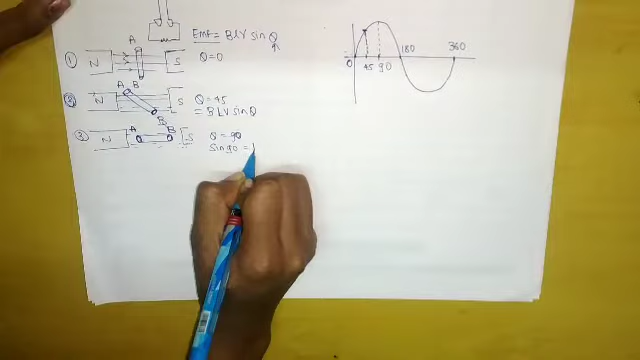 Emf = BLV sin Q
① A N S Q = 0
② A B N S Q = 45
= BLV sin Q
B
③ N A B S Q = 90
sin 90 = 1
0 45 90 180 360